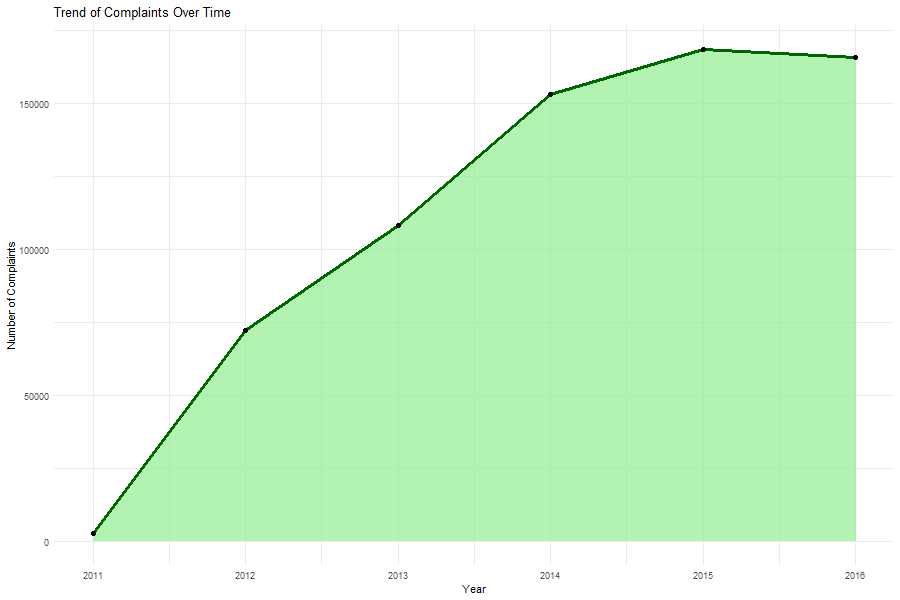 Trend of Complaints Over Time
150000
100000
50000
0
Number of Complaints
2011 2012 2013 2014 2015 2016
Year